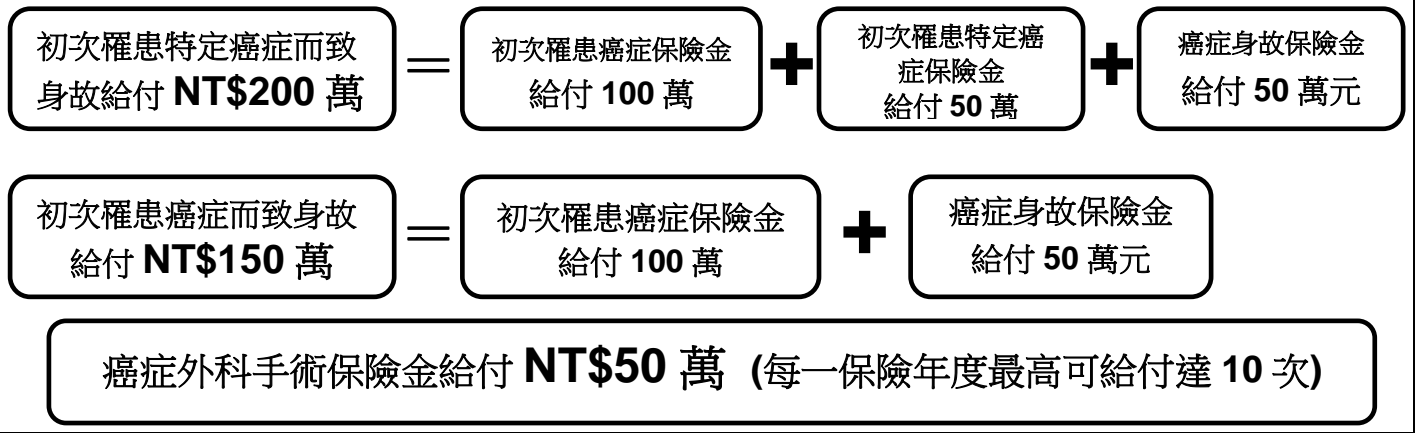 初次罹患特定癌症而致
身故給付 NT$200 萬
=
初次罹患癌症保險金
給付 100 萬
+
初次罹患特定癌
症保險金
給付 50 萬
+
癌症身故保險金
給付 50 萬元
初次罹患癌症而致身故
給付 NT$150 萬
=
初次罹患癌症保險金
給付 100 萬
+
癌症身故保險金
給付 50 萬元
癌症外科手術保險金給付 NT$50 萬 (每一保險年度最高可給付達 10 次)